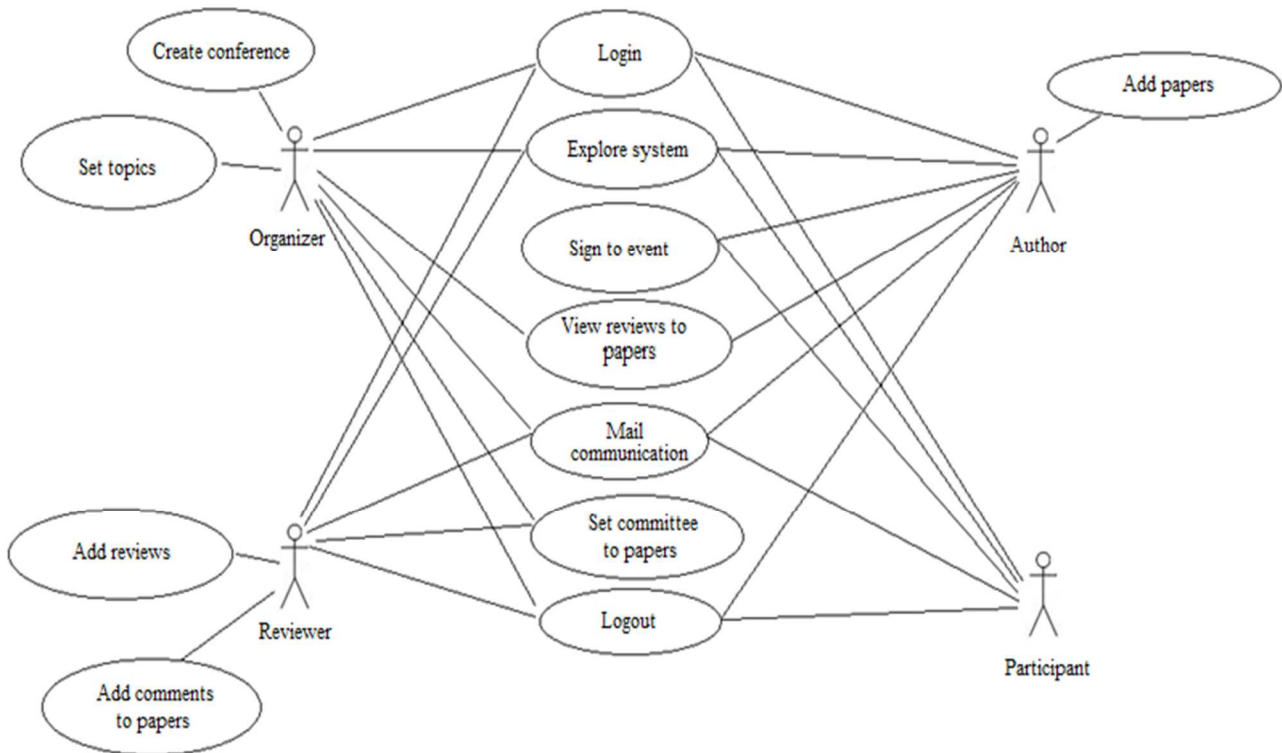 Create conference
Login
Add papers
Set topics
Explore system
Organizer
Sign to event
Author
View reviews to
papers
Mail
communication
Add reviews
Set committee
to papers
Reviewer
Logout
Participant
Add comments
to papers